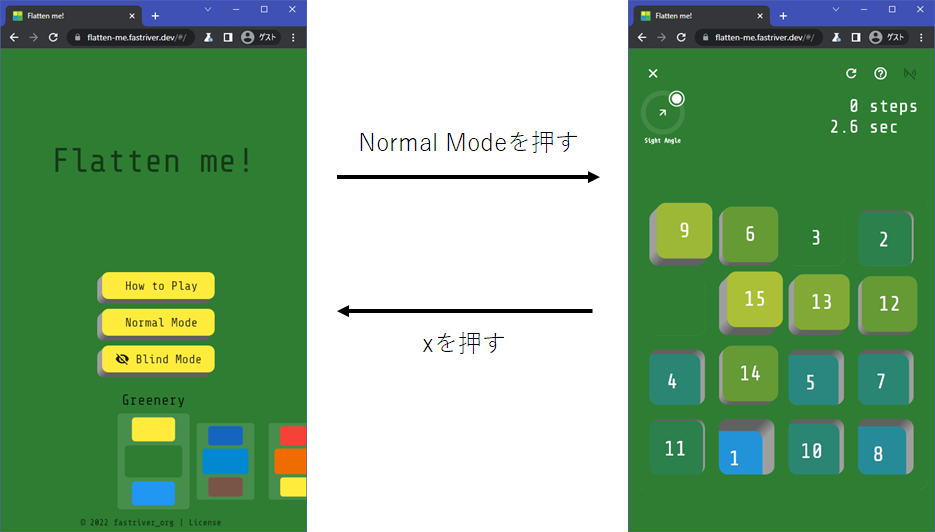 Flatten me!
flatten-me.fastriver.dev/#/
ゲスト
Flatten me!
How to Play
Normal Mode
Blind Mode
Greenery
© 2022 fastriver_org | License
Normal Modeを押す
xを押す
Flatten me!
flatten-me.fastriver.dev/#/
ゲスト
0 steps
2.6 sec
Sight Angle
9 6 3 2
15 13 12
4 14 5 7
11 1 10 8